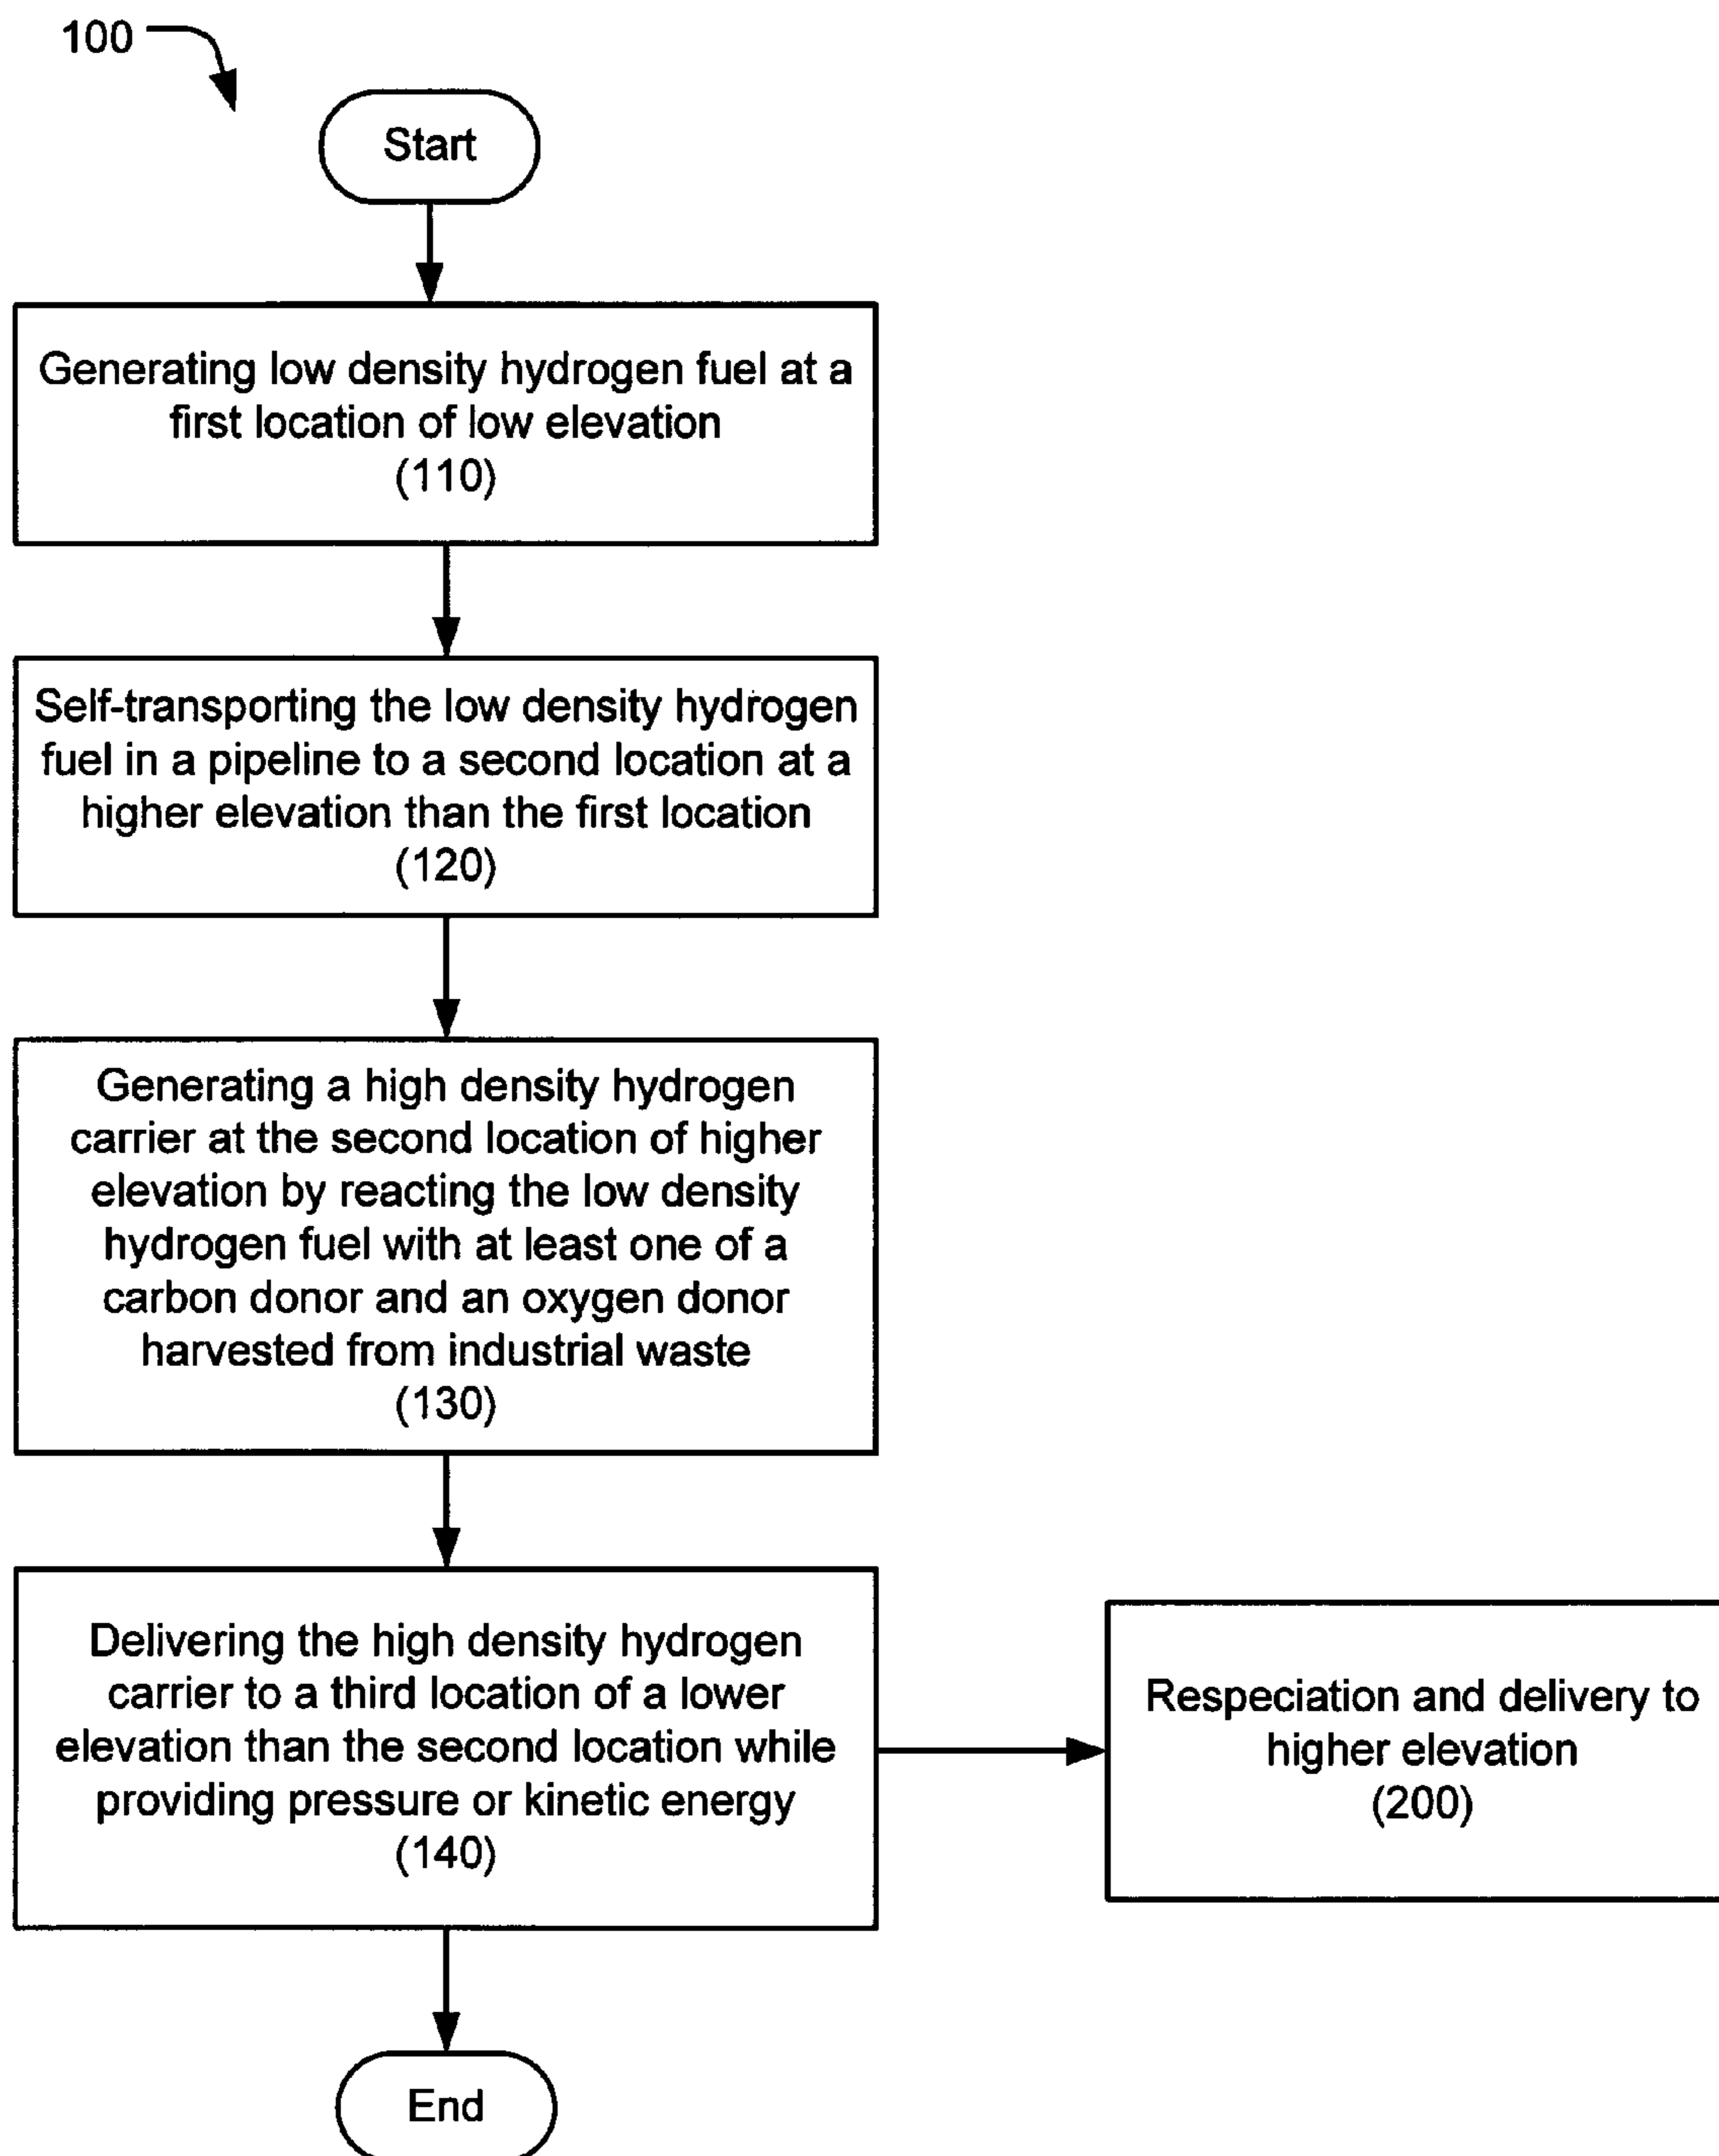 100
Start
Generating low density hydrogen fuel at a
first location of low elevation
(110)
Self-transporting the low density hydrogen
fuel in a pipeline to a second location at a
higher elevation than the first location
(120)
Generating a high density hydrogen
carrier at the second location of higher
elevation by reacting the low density
hydrogen fuel with at least one of a
carbon donor and an oxygen donor
harvested from industrial waste
(130)
Delivering the high density hydrogen
carrier to a third location of a lower
elevation than the second location while
providing pressure or kinetic energy
(140)
Respeciation and delivery to
higher elevation
(200)
End